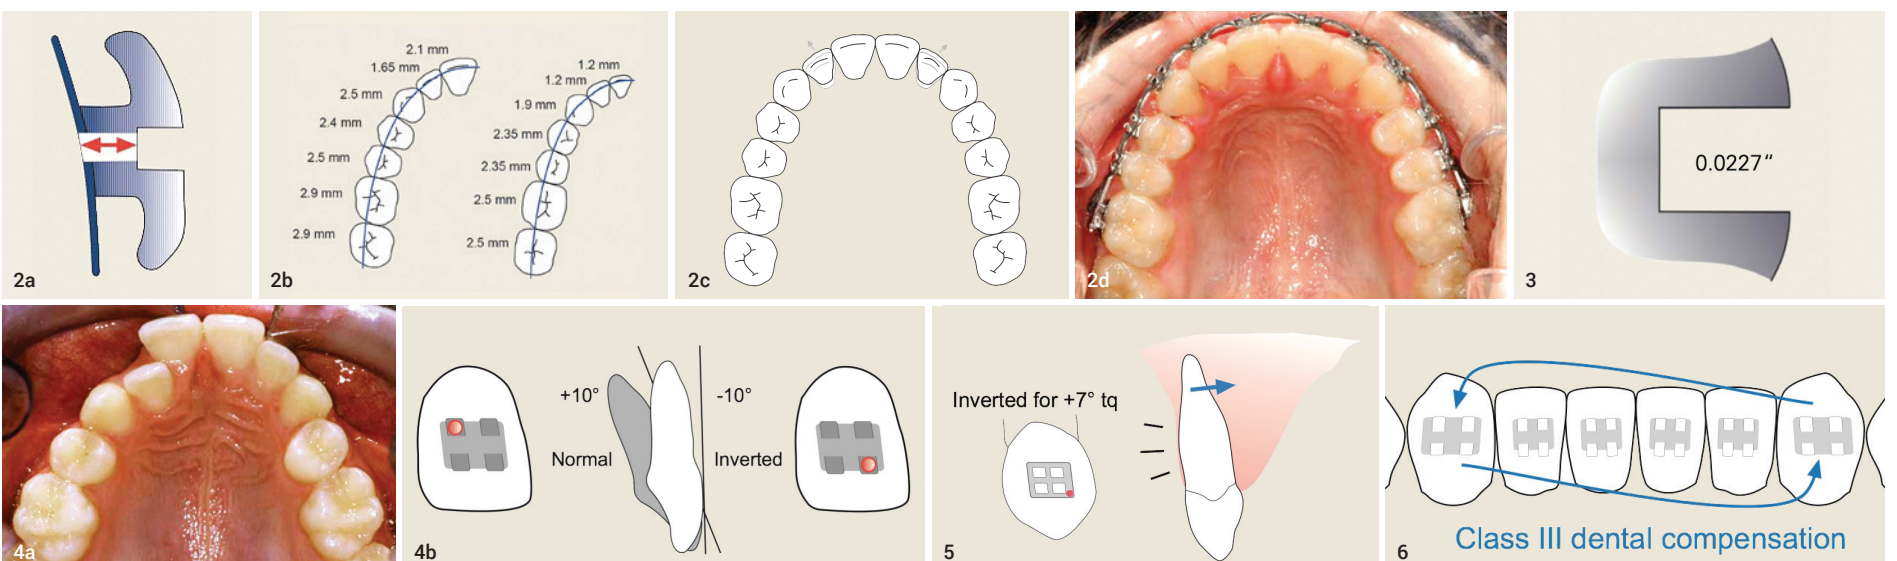 2a
2.1 mm
1.65 mm
2.5 mm
2.4 mm
2.5 mm
2.9 mm
2.9 mm
1.2 mm
1.2 mm
1.9 mm
2.35 mm
2.35 mm
2.5 mm
2.5 mm
2b
2c
2d
0.0227“
3
4a
+10°
-10°
Normal
Inverted
4b
Inverted for +7° tq
5
Class III dental compensation
6